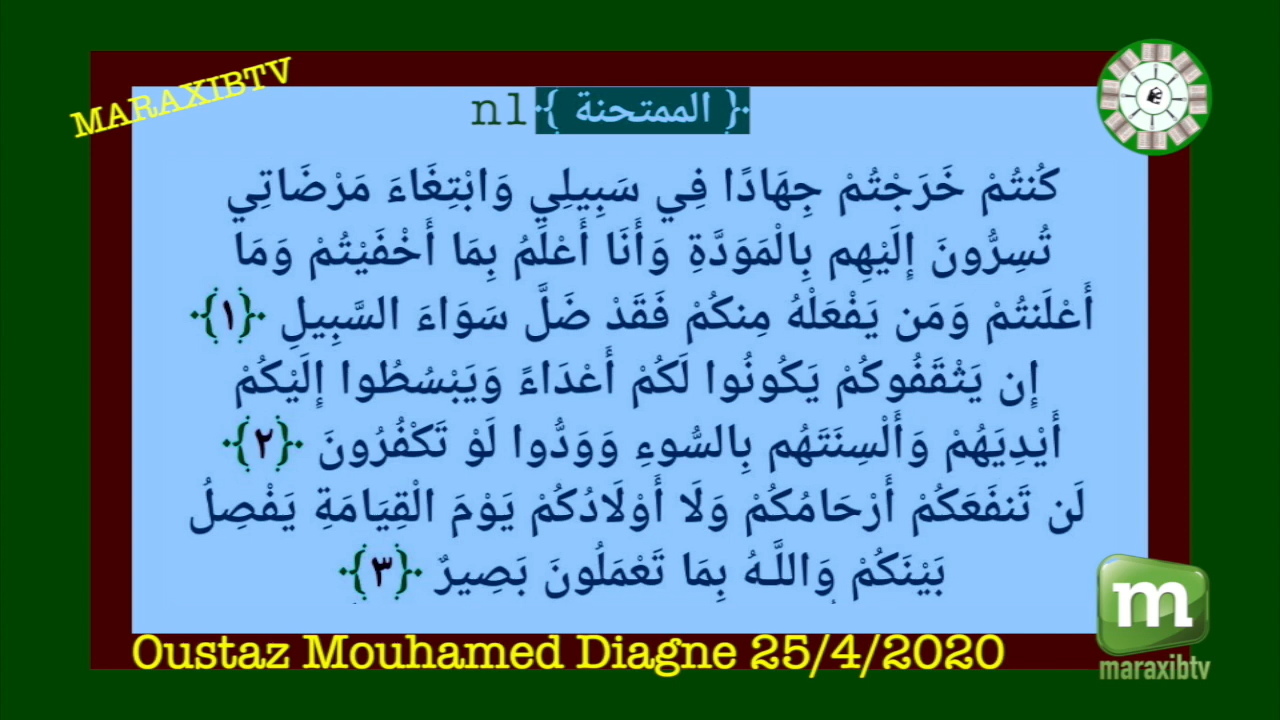 MARAXIBTV
nl ﴿ الممتحنة ﴾
كُنتُمْ خَرَجْتُمْ جِهَادًا فِي سَبِيلِي وَابْتِغَاءَ مَرْضَاتِي
تُسِرُّونَ إِلَيْهِم بِالْمَوَدَّةِ وَأَنَا أَعْلَمُ بِمَا أَخْفَيْتُمْ وَمَا
أَعْلَنتُمْ وَمَن يَفْعَلْهُ مِنكُمْ فَقَدْ ضَلَّ سَوَاءَ السَّبِيلِ ﴿١﴾
إِن يَثْقَفُوكُمْ يَكُونُوا لَكُمْ أَعْدَاءً وَيَبْسُطُوا إِلَيْكُمْ
أَيْدِيَهُمْ وَأَلْسِنَتَهُم بِالسُّوءِ وَوَدُّوا لَوْ تَكْفُرُونَ ﴿٢﴾
لَن تَنفَعَكُمْ أَرْحَامُكُمْ وَلَا أَوْلَادُكُمْ يَوْمَ الْقِيَامَةِ يَفْصِلُ
بَيْنَكُمْ وَاللَّـهُ بِمَا تَعْمَلُونَ بَصِيرٌ ﴿٣﴾
Oustaz Mouhamed Diagne 25/4/2020
m
maraxibtv